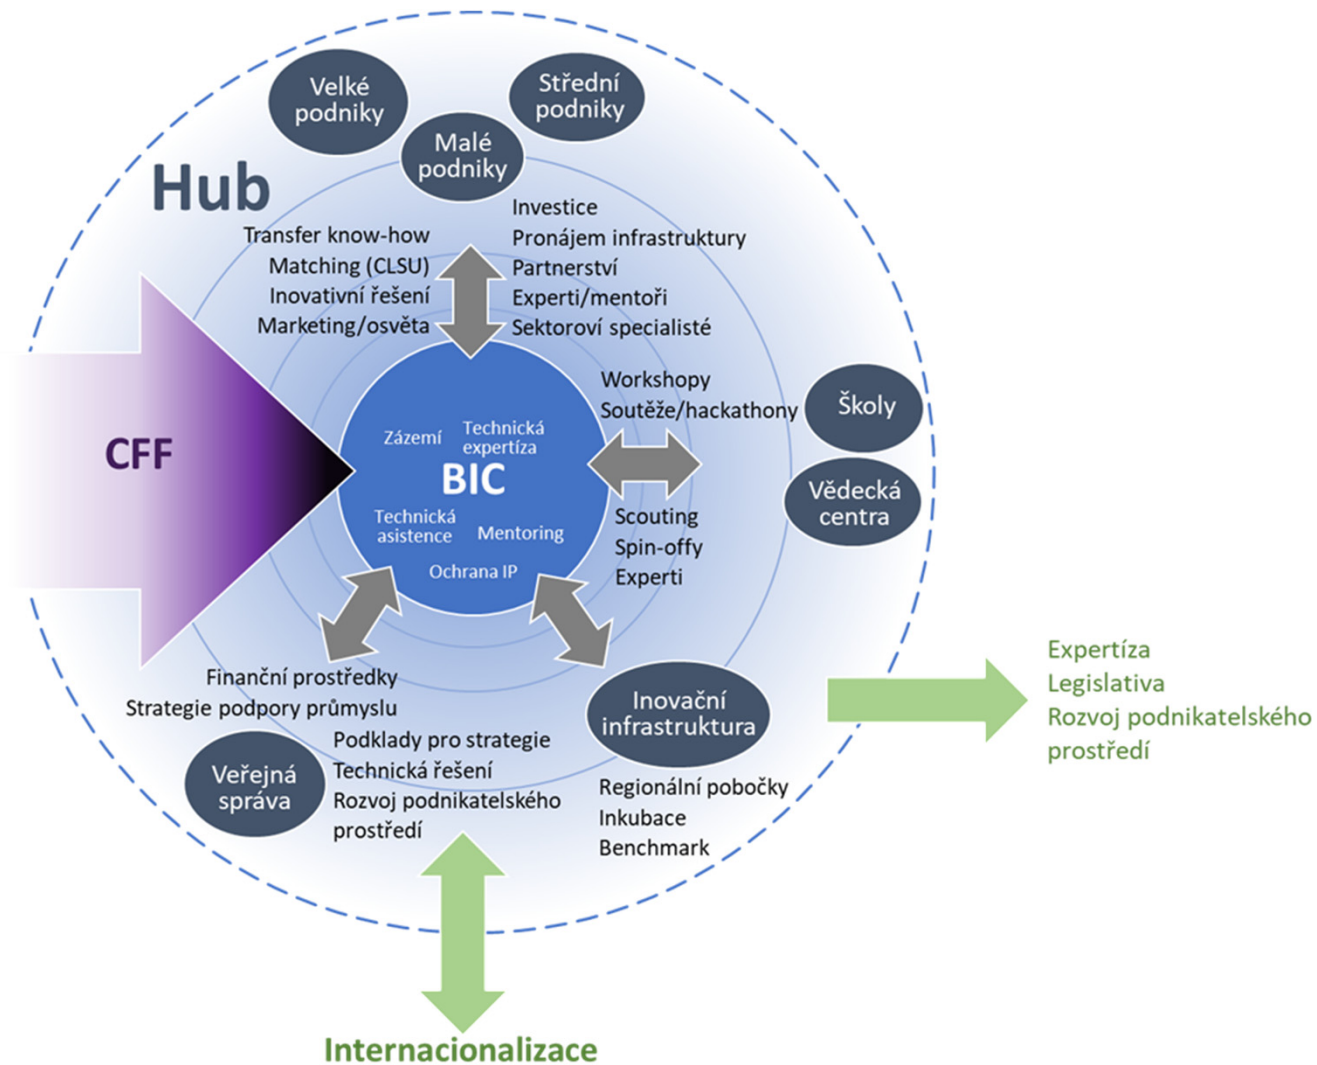 Velké
podniky
Střední
podniky
Malé
podniky
Hub
Transfer know-how
Matching (CLSU)
Inovativní řešení
Marketing/osvěta
Investice
Pronájem infrastruktury
Partnerství
Experti/mentoři
Sektoroví specialisté
Workshopy
Soutěže/hackathony
Školy
Vědecká
centra
CFF
Zázemí
Technická
expertíza
BIC
Technická
asistence
Mentoring
Ochrana IP
Scouting
Spin-offy
Experti
Finanční prostředky
Strategie podpory průmyslu
Veřejná
správa
Podklady pro strategie
Technická řešení
Rozvoj podnikatelského
prostředí
Inovační
infrastruktura
Regionální pobočky
Inkubace
Benchmark
Expertíza
Legislativa
Rozvoj podnikatelského
prostředí
Internacionalizace